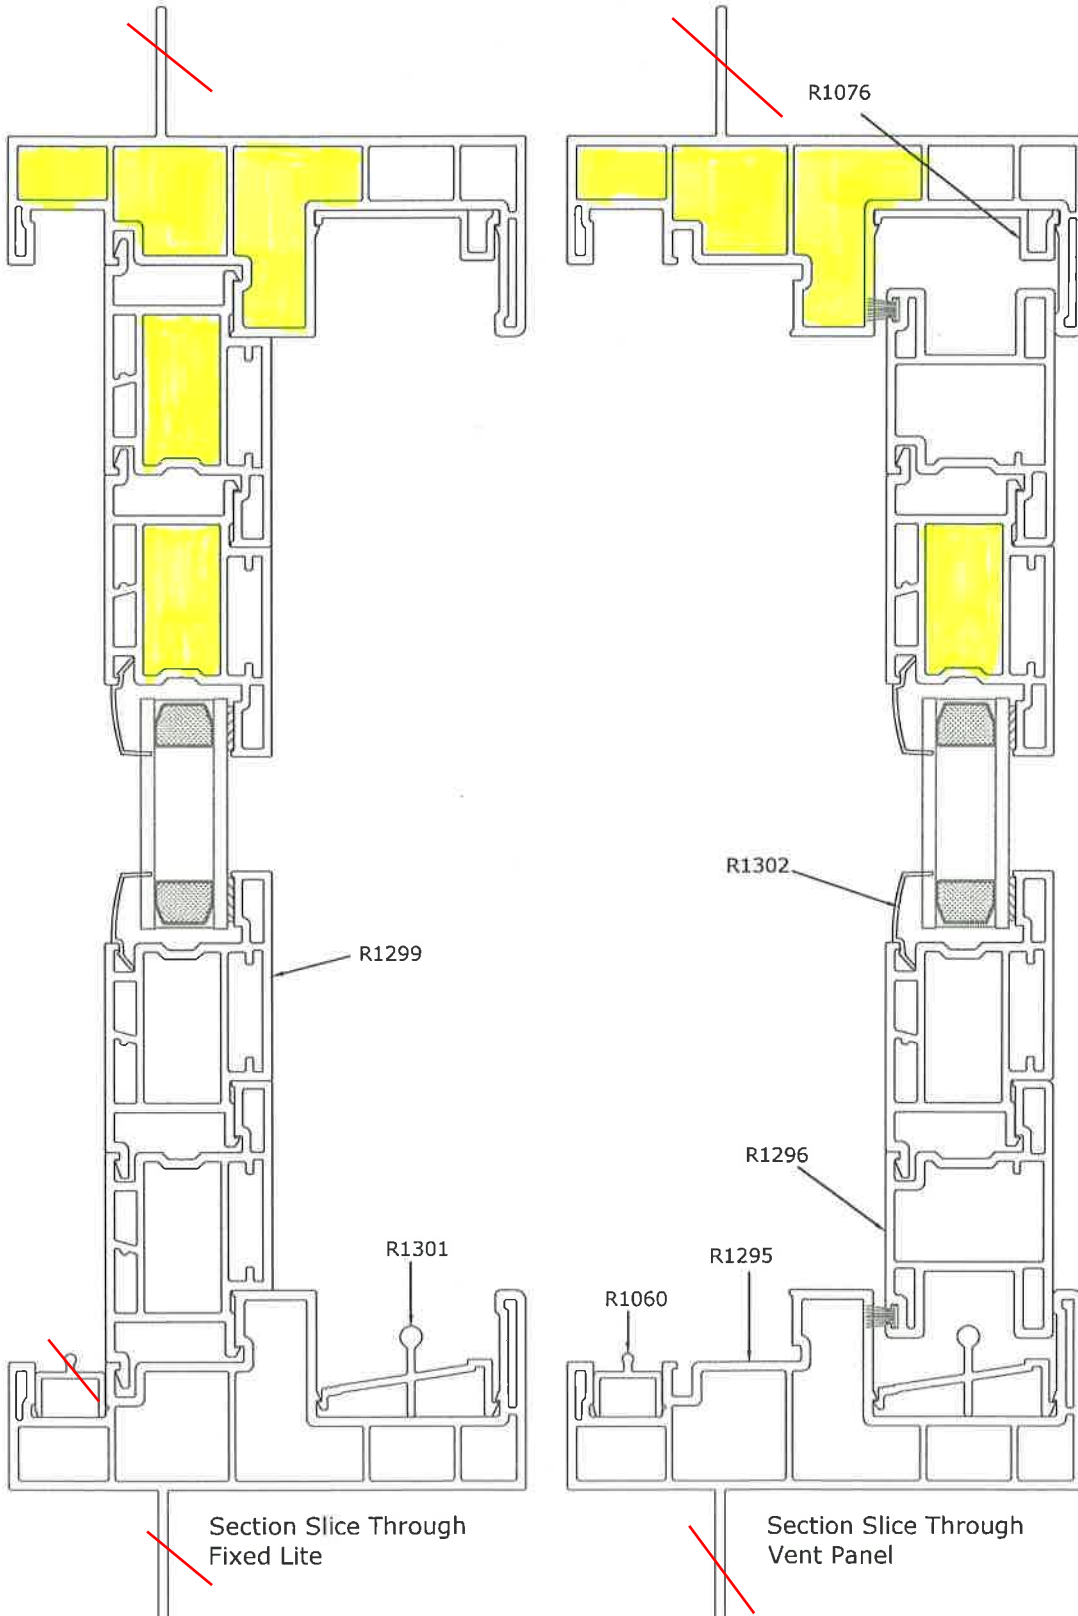 R1076
R1302
R1299
R1296
R1301
R1295
R1060
Section Slice Through
Fixed Lite
Section Slice Through
Vent Panel